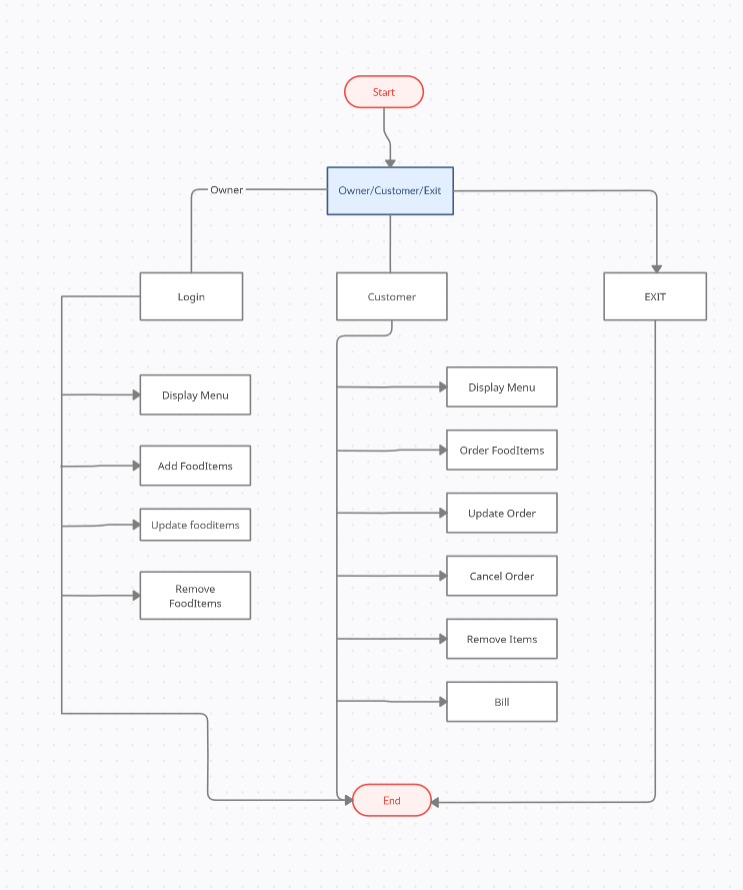 Start
Owner/Customer/Exit
Owner
Login
Customer
EXIT
Display Menu
Add FoodItems
Update fooditems
Remove
FoodItems
Display Menu
Order FoodItems
Update Order
Cancel Order
Remove Items
Bill
End